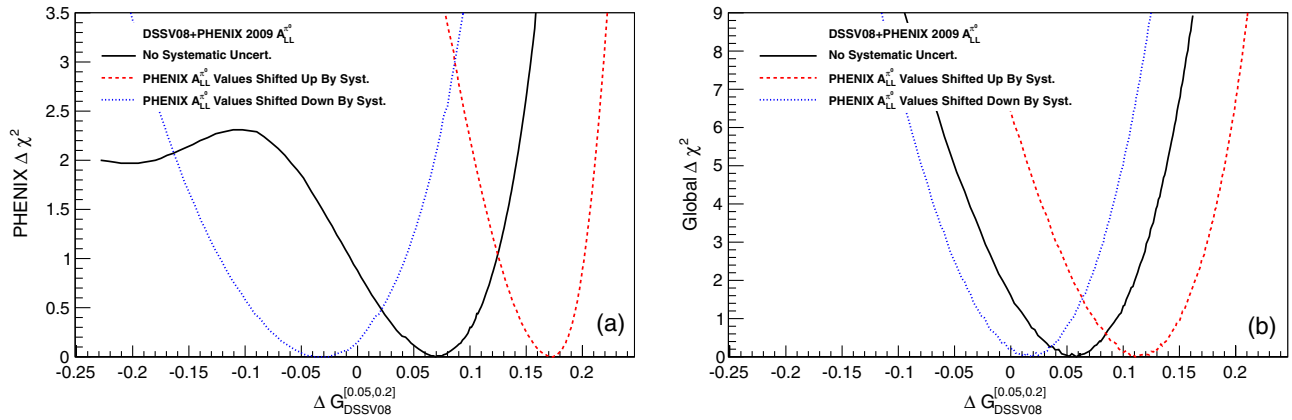 DSSV08+PHENIX 2009 A_LL^π⁰
No Systematic Uncert.
PHENIX A_LL^π⁰ Values Shifted Up By Syst.
PHENIX A_LL^π⁰ Values Shifted Down By Syst.
PHENIX Δ χ²
3.5
3
2.5
2
1.5
1
0.5
0
(a)
-0.25 -0.2 -0.15 -0.1 -0.05 0 0.05 0.1 0.15 0.2
Δ G_DSSV08^[0.05,0.2]
DSSV08+PHENIX 2009 A_LL^π⁰
No Systematic Uncert.
PHENIX A_LL^π⁰ Values Shifted Up By Syst.
PHENIX A_LL^π⁰ Values Shifted Down By Syst.
Global Δ χ²
9
8
7
6
5
4
3
2
1
0
(b)
-0.25 -0.2 -0.15 -0.1 -0.05 0 0.05 0.1 0.15 0.2
Δ G_DSSV08^[0.05,0.2]